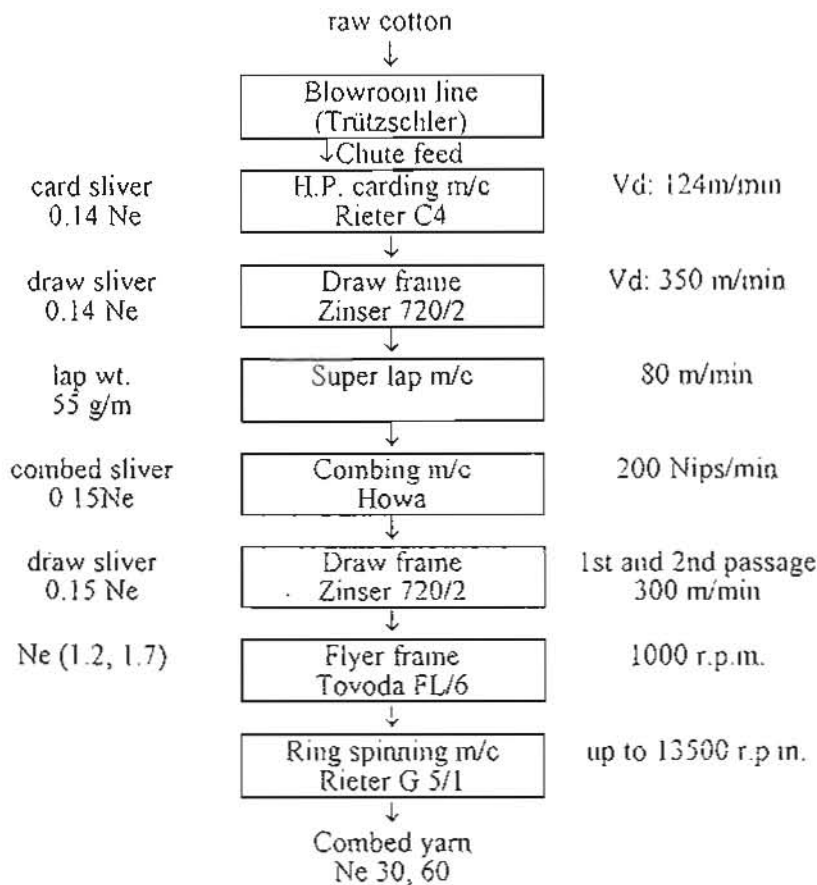 raw cotton
↓
Blowroom line
(Trützschler)
↓Chute feed
card sliver
0.14 Ne
H.P. carding m/c
Rieter C4
Vd: 124m/min
↓
draw sliver
0.14 Ne
Draw frame
Zinser 720/2
Vd: 350 m/min
↓
lap wt.
55 g/m
Super lap m/c
80 m/min
↓
combed sliver
0 15Ne
Combing m/c
Howa
200 Nips/min
↓
draw sliver
0.15 Ne
Draw frame
Zinser 720/2
1st and 2nd passage
300 m/min
↓
Ne (1.2, 1.7)
Flyer frame
Tovoda FL/6
1000 r.p.m.
↓
Ring spinning m/c
Rieter G 5/1
up to 13500 r.p m.
↓
Combed yarn
Ne 30, 60